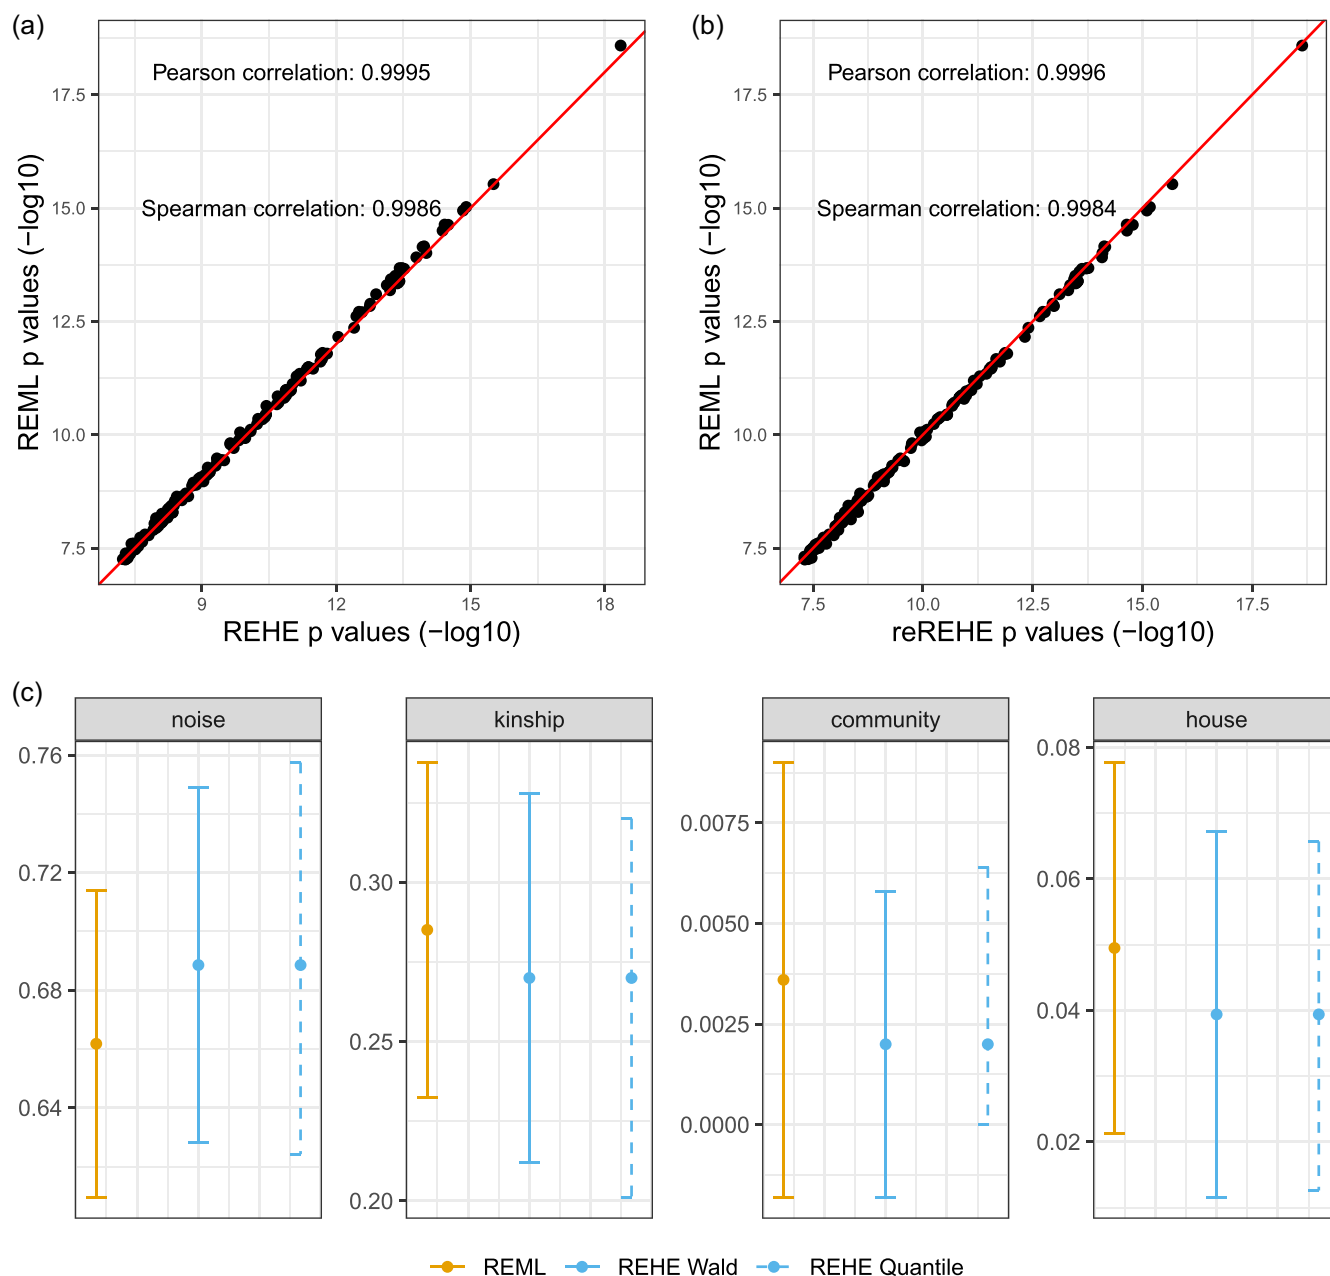 (a)
Pearson correlation: 0.9995
Spearman correlation: 0.9986
17.5
15.0
12.5
10.0
7.5
REML p values (−log10)
9 12 15 18
REHE p values (−log10)
(b)
Pearson correlation: 0.9996
Spearman correlation: 0.9984
17.5
15.0
12.5
10.0
7.5
REML p values (−log10)
7.5 10.0 12.5 15.0 17.5
reREHE p values (−log10)
(c)
noise
0.76
0.72
0.68
0.64
kinship
0.30
0.25
0.20
community
0.0075
0.0050
0.0025
0.0000
house
0.08
0.06
0.04
0.02
REML REHE Wald REHE Quantile